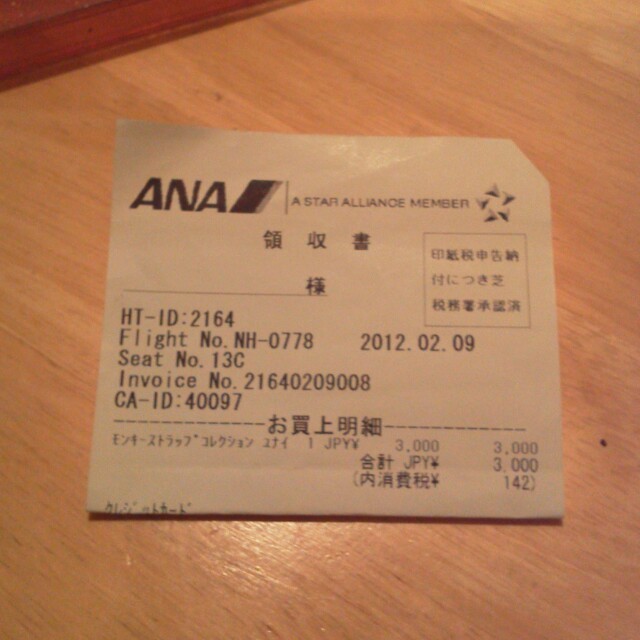 ANA A STAR ALLIANCE MEMBER
領 収 書
様
印紙税申告納
付につき芝
税務署承認済
HT-ID:2164
Flight No.NH-0778 2012.02.09
Seat No.13C
Invoice No.21640209008
CA-ID:40097
--------------お買上明細--------------
モンキーストラップコレクション ユナイ 1 JPY¥ 3,000 3,000
合計 JPY¥ 3,000
(内消費税¥ 142)
クレジットカード